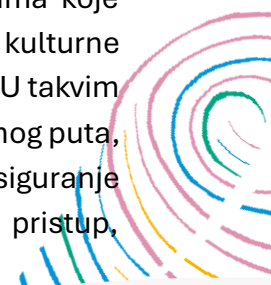 ima koje
kulturne
U takvim
nog puta,
siguranje
pristup,